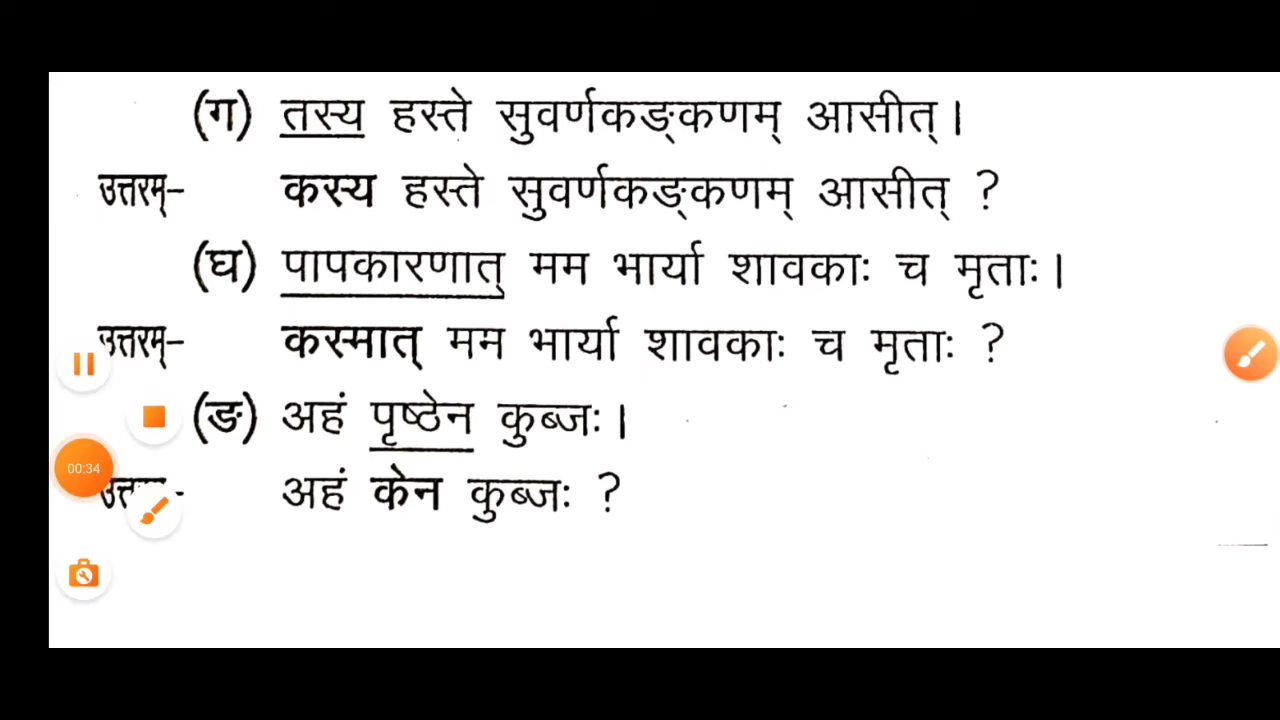 (ग) तस्य हस्ते सुवर्णकङ्कणम् आसीत् ।
उत्तरम्– कस्य हस्ते सुवर्णकङ्कणम् आसीत् ?
(घ) पापकारणात् मम भार्या शावकाः च मृताः ।
उत्तरम्– कस्मात् मम भार्या शावकाः च मृताः ?
(ङ) अहं पृष्ठेन कुब्जः ।
00:34
अहं केन कुब्जः ?